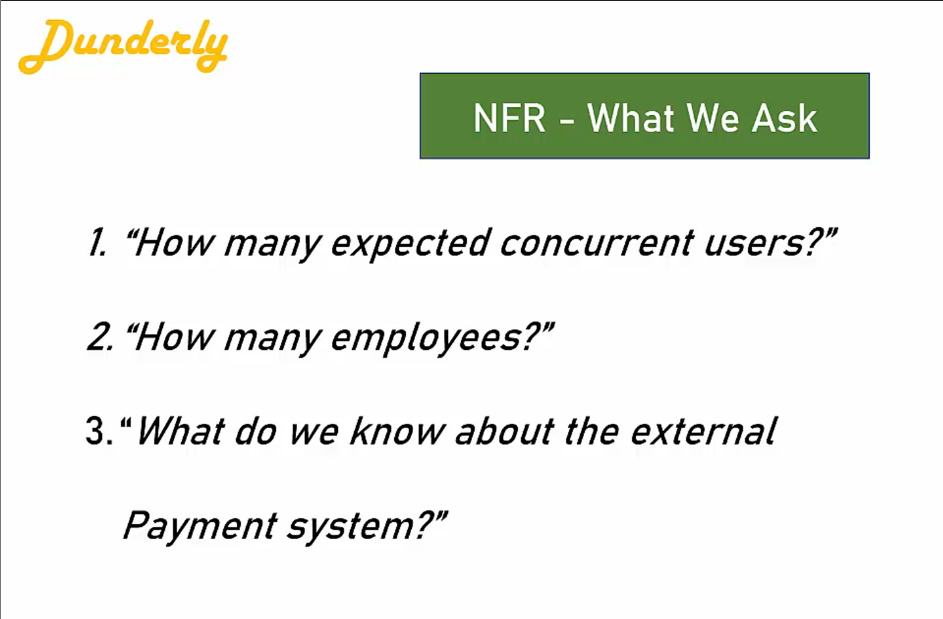 Dunderly
NFR - What We Ask
1. “How many expected concurrent users?”
2. “How many employees?”
3. “What do we know about the external
Payment system?”